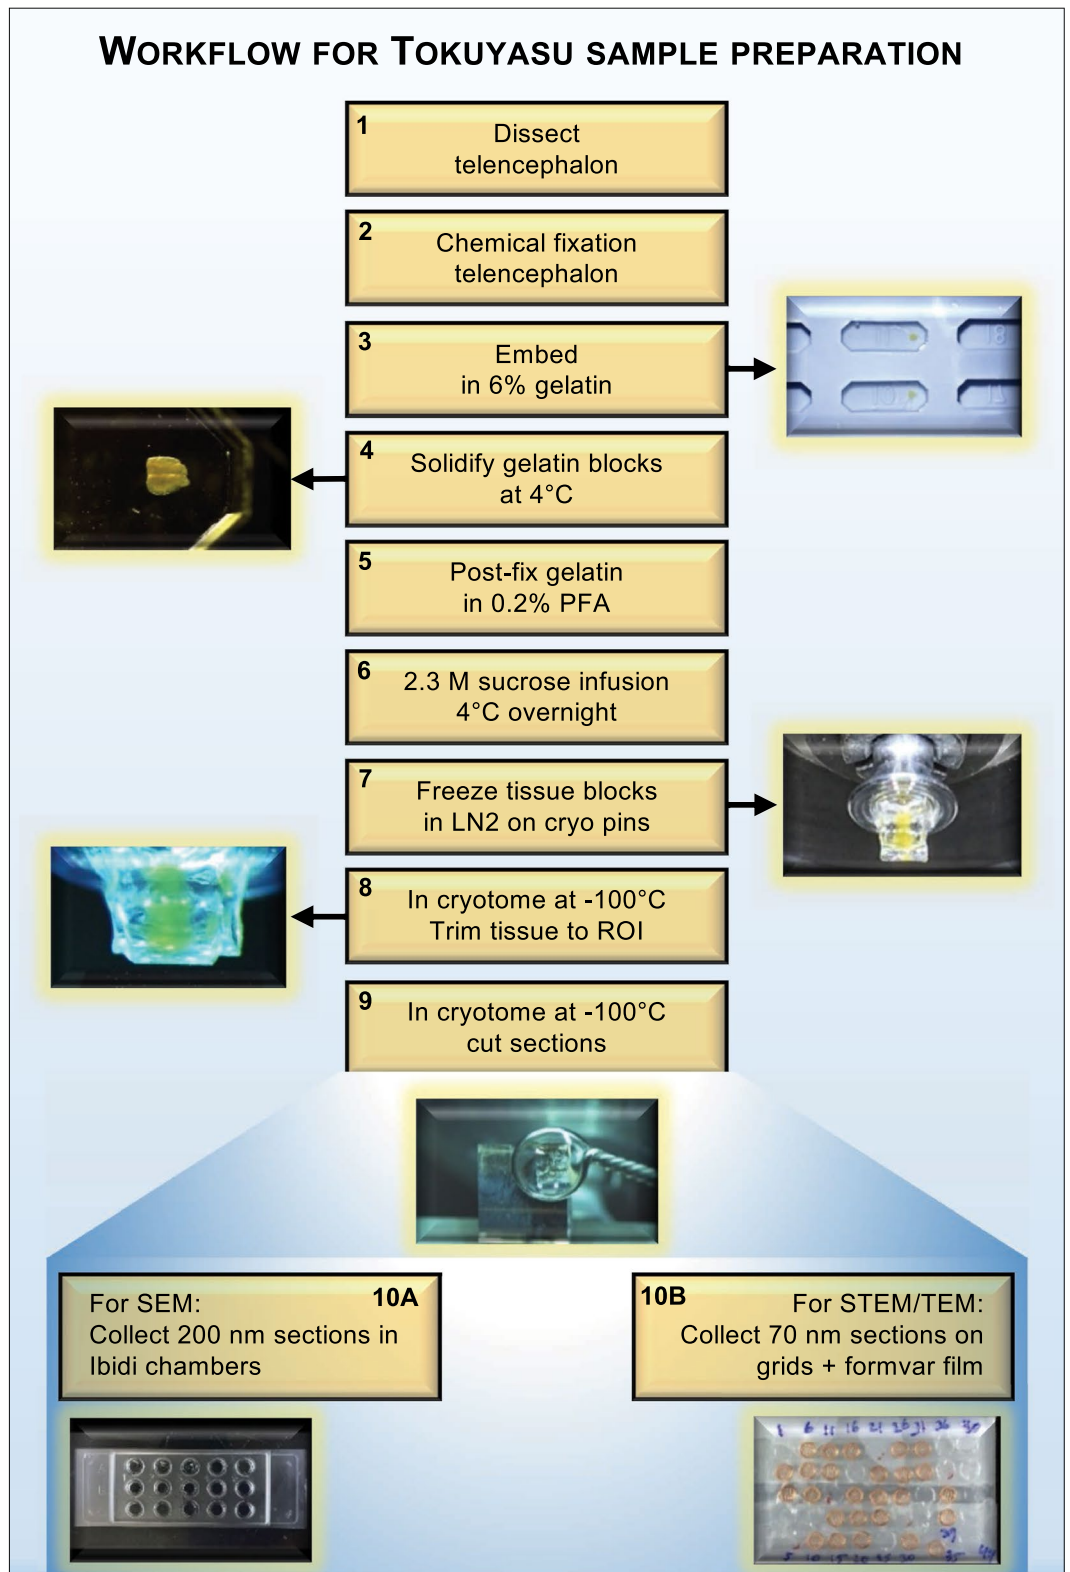 WORKFLOW FOR TOKUYASU SAMPLE PREPARATION
1
Dissect
telencephalon
2
Chemical fixation
telencephalon
3
Embed
in 6% gelatin
11
18
10
4
Solidify gelatin blocks
at 4°C
5
Post-fix gelatin
in 0.2% PFA
6
2.3 M sucrose infusion
4°C overnight
7
Freeze tissue blocks
in LN2 on cryo pins
8
In cryotome at -100°C
Trim tissue to ROI
9
In cryotome at -100°C
cut sections
10A
For SEM:
Collect 200 nm sections in
Ibidi chambers
10B
For STEM/TEM:
Collect 70 nm sections on
grids + formvar film